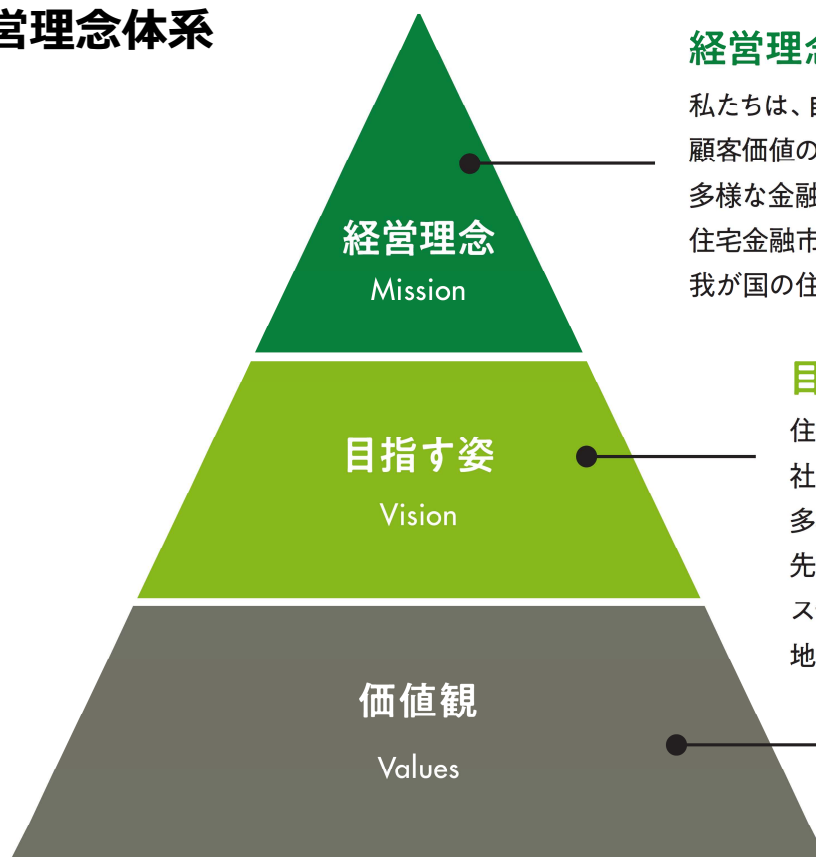 営理念体系
経営理念
Mission
目指す姿
Vision
価値観
Values
経営理念
私たちは、自
顧客価値の
多様な金融
住宅金融市
我が国の住
目
住
社
多
先
ス
地